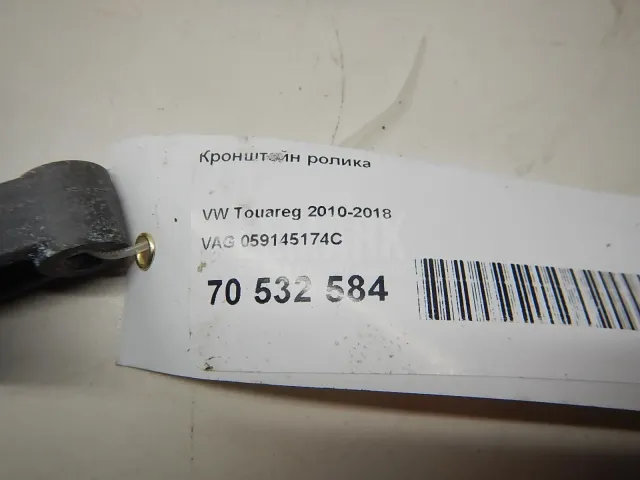 Кронштейн ролика
VW Touareg 2010-2018
VAG 059145174C
70 532 584